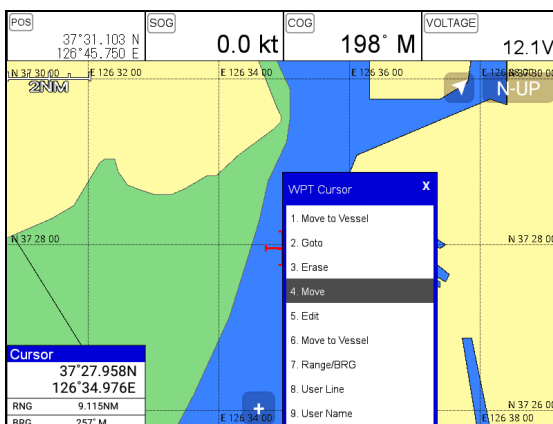 POS
37°31.103 N
126°45.750 E
SOG
0.0 kt
COG
198° M
VOLTAGE
12.1V
N 37 30 00
E 126 32 00
E 126 34 00
E 126 36 00
N 37 30 00
2NM
N-UP
WPT Cursor X
1. Move to Vessel
2. Goto
3. Erase
4. Move
5. Edit
6. Move to Vessel
7. Range/BRG
8. User Line
9. User Name
N 37 28 00
N 37 28 00
Cursor
37°27.958N
126°34.976E
RNG 9.115NM
BRG 257° M
+
N 37 26 00
E 126 34 00
E 126 38 00